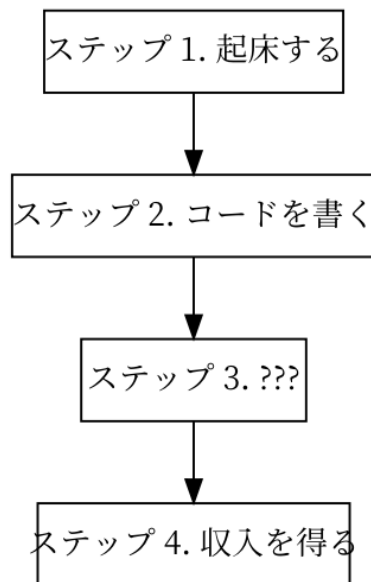 ステップ 1. 起床する
ステップ 2. コードを書く
ステップ 3. ???
ステップ 4. 収入を得る